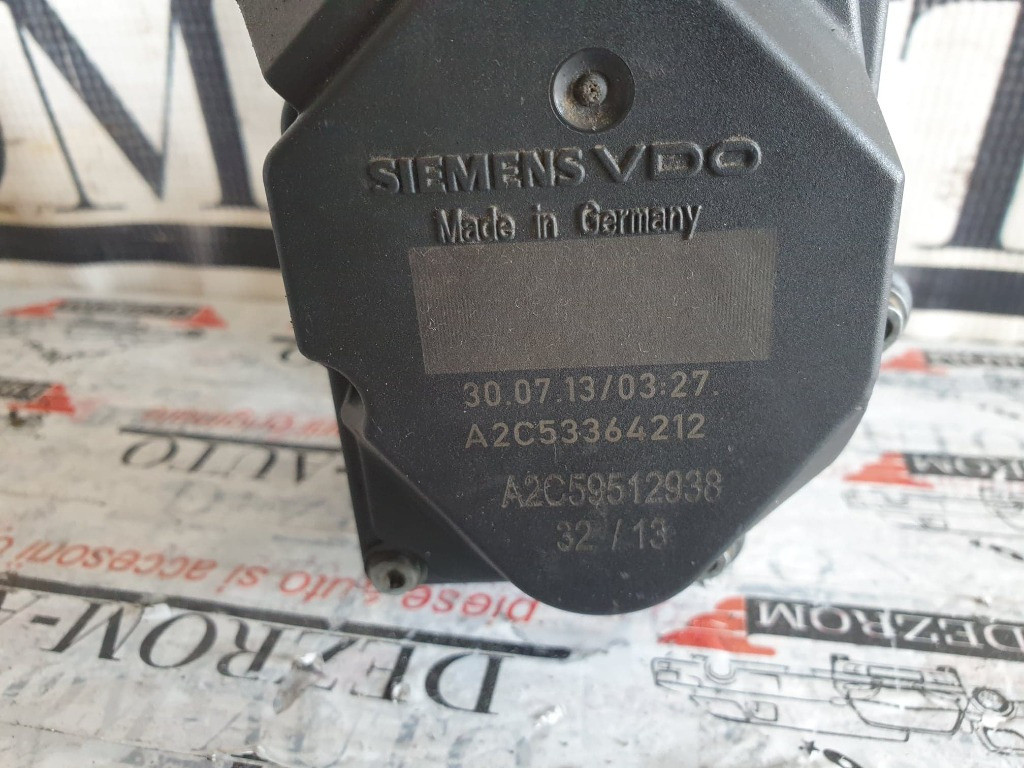 SIEMENS VDO
Made in Germany
30.07.13/03:27.
A2C53364212
A2C59512938
32 / 13
piese auto si accesorii
DEZROM-A
DEZROM